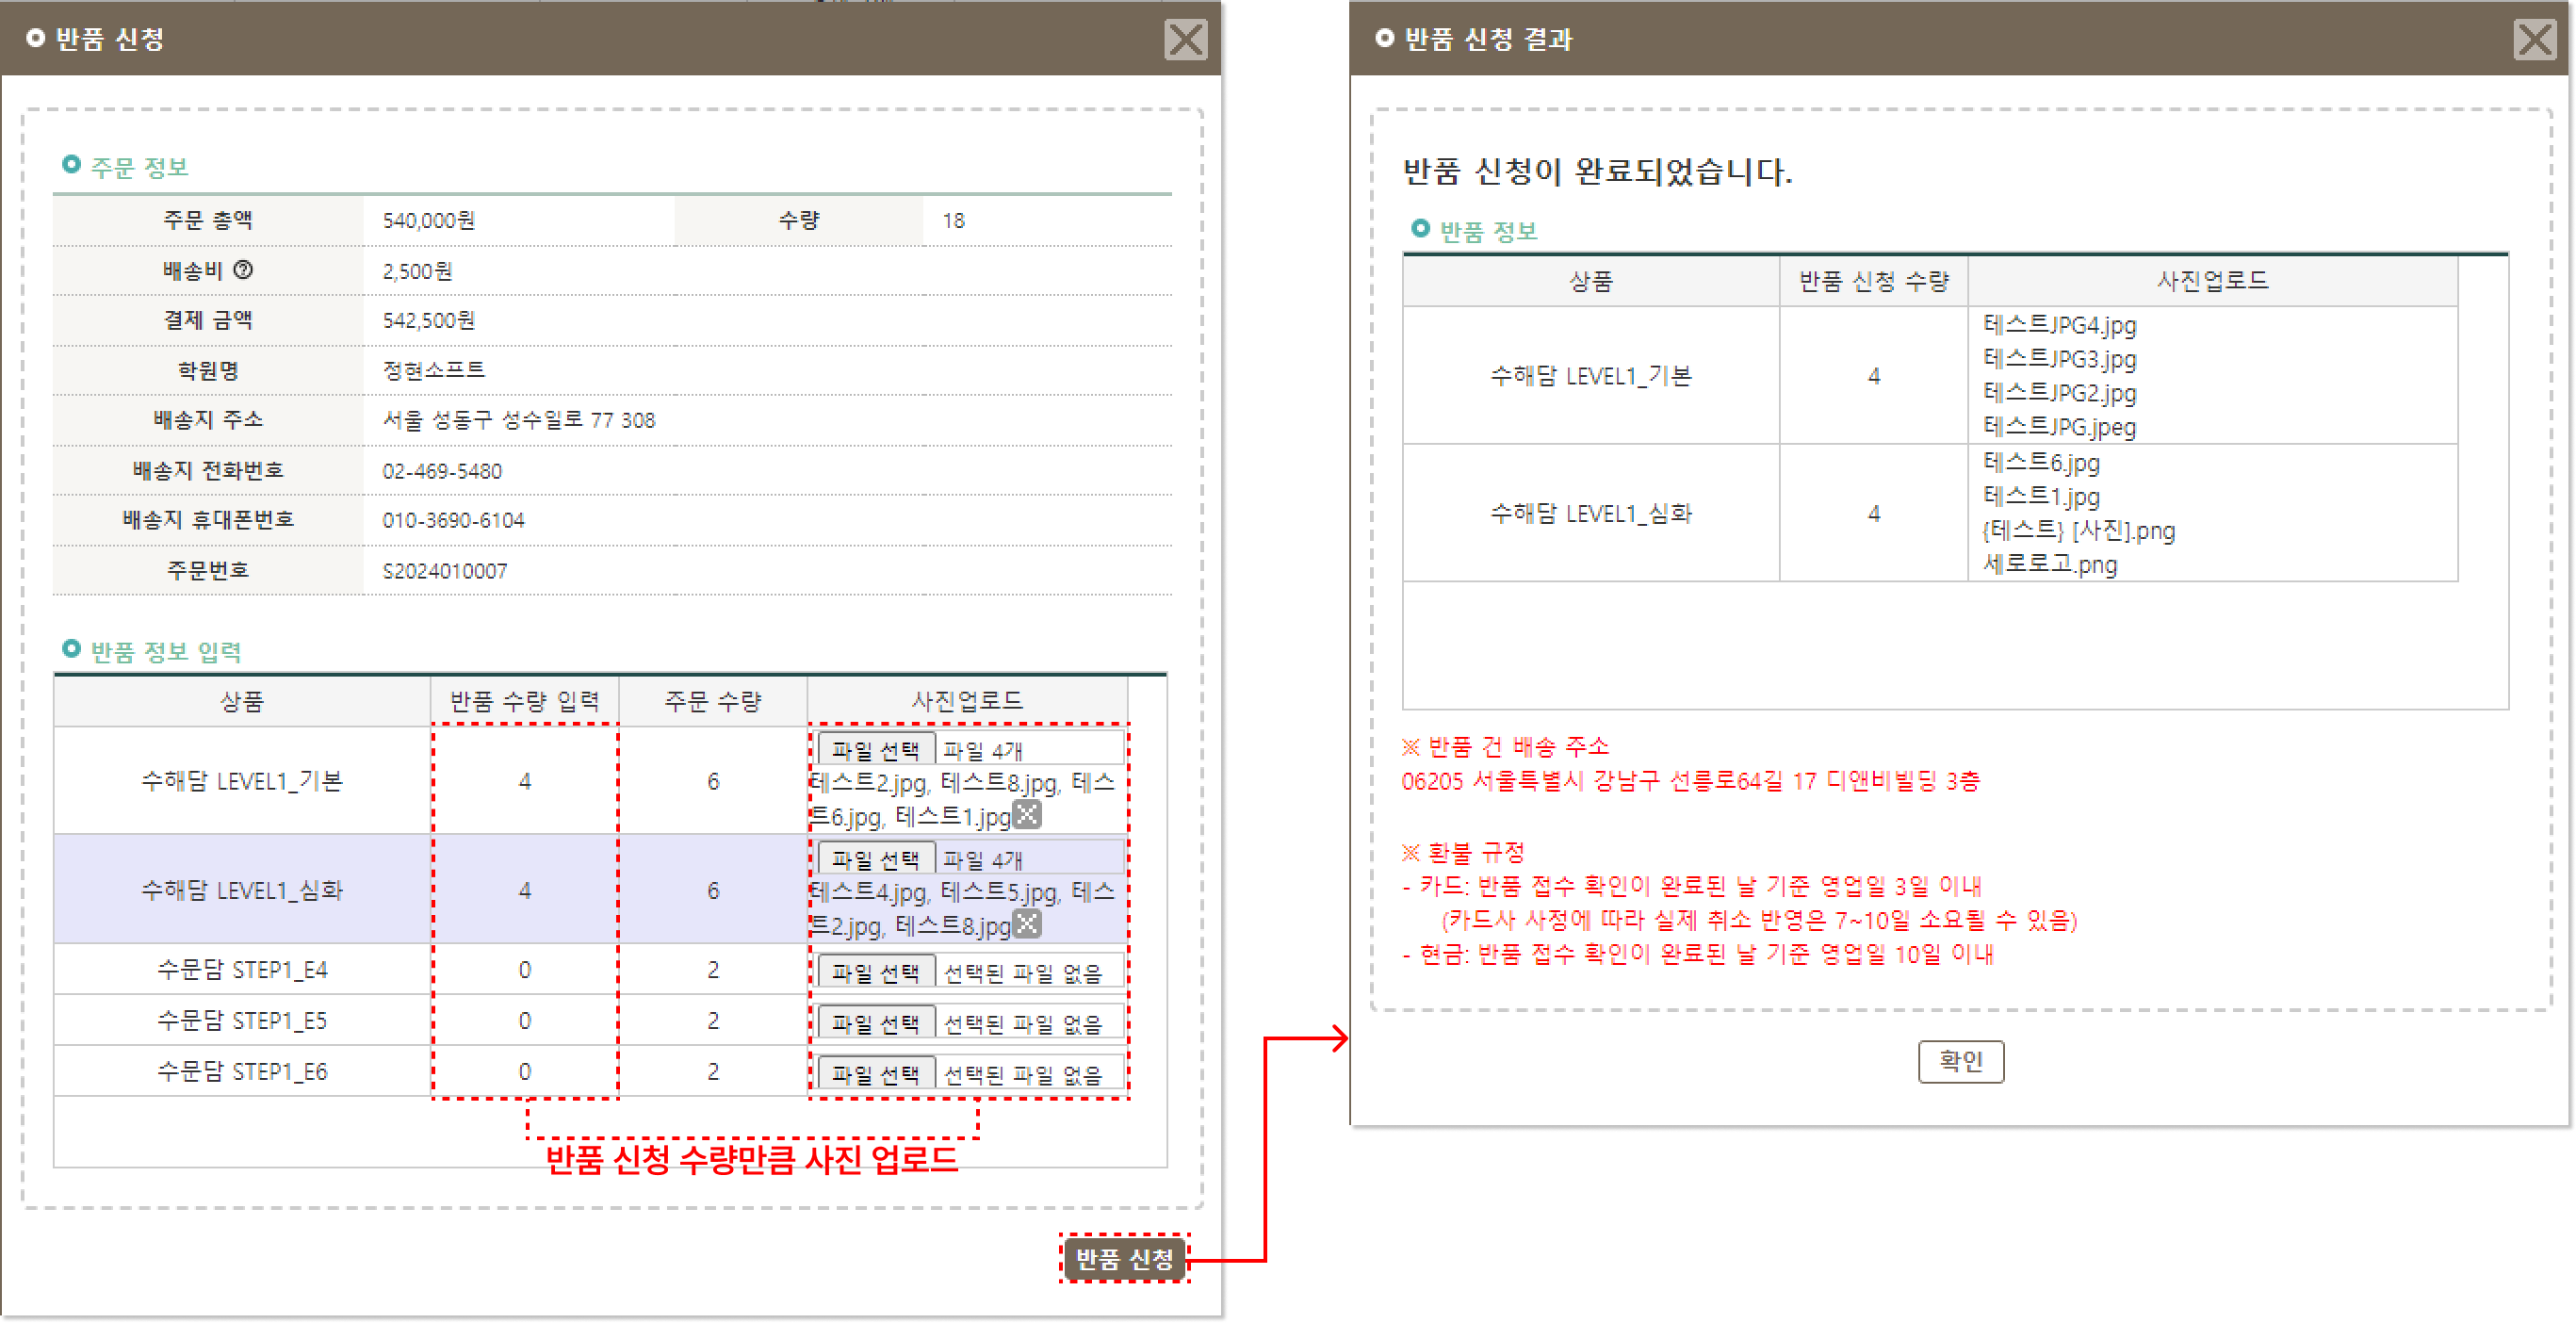 반품 신청
주문 정보
주문 총액 540,000원 수량 18
배송비 2,500원
결제 금액 542,500원
학원명 정현소프트
배송지 주소 서울 성동구 성수일로 77 308
배송지 전화번호 02-469-5480
배송지 휴대폰번호 010-3690-6104
주문번호 S2024010007
반품 정보 입력
상품 반품 수량 입력 주문 수량 사진업로드
수해담 LEVEL1_기본 4 6 파일 선택 파일 4개
테스트2.jpg, 테스트8.jpg, 테스
트6.jpg, 테스트1.jpg
수해담 LEVEL1_심화 4 6 파일 선택 파일 4개
테스트4.jpg, 테스트5.jpg, 테스
트2.jpg, 테스트8.jpg
수문담 STEP1_E4 0 2 파일 선택 선택된 파일 없음
수문담 STEP1_E5 0 2 파일 선택 선택된 파일 없음
수문담 STEP1_E6 0 2 파일 선택 선택된 파일 없음
반품 신청 수량만큼 사진 업로드
반품 신청
반품 신청 결과
반품 신청이 완료되었습니다.
반품 정보
상품 반품 신청 수량 사진업로드
수해담 LEVEL1_기본 4
테스트JPG4.jpg
테스트JPG3.jpg
테스트JPG2.jpg
테스트JPG.jpeg
수해담 LEVEL1_심화 4
테스트6.jpg
테스트1.jpg
{테스트} [사진].png
세로로고.png
※ 반품 건 배송 주소
06205 서울특별시 강남구 선릉로64길 17 디앤비빌딩 3층
※ 환불 규정
- 카드: 반품 접수 확인이 완료된 날 기준 영업일 3일 이내
(카드사 사정에 따라 실제 취소 반영은 7~10일 소요될 수 있음)
- 현금: 반품 접수 확인이 완료된 날 기준 영업일 10일 이내
확인